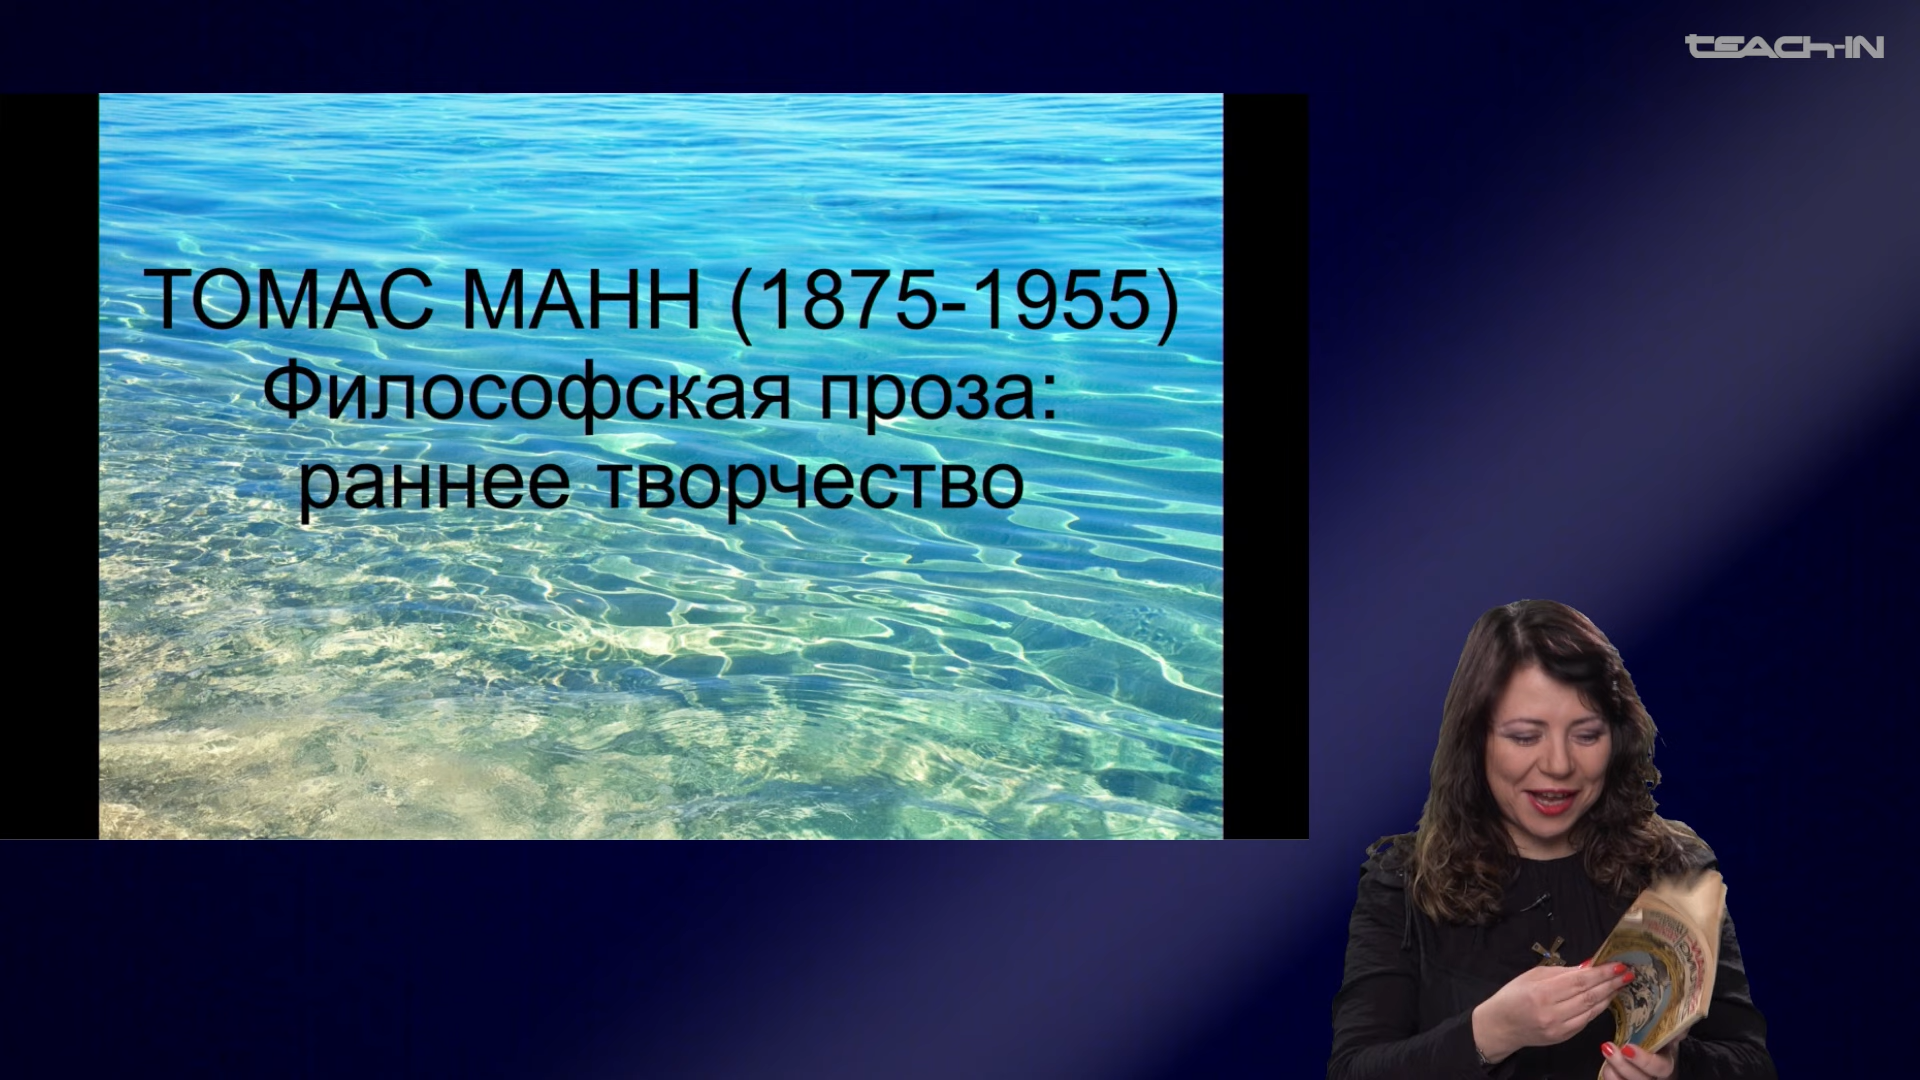 TEACH-IN
ТОМАС МАНН (1875-1955)
Философская проза:
раннее творчество